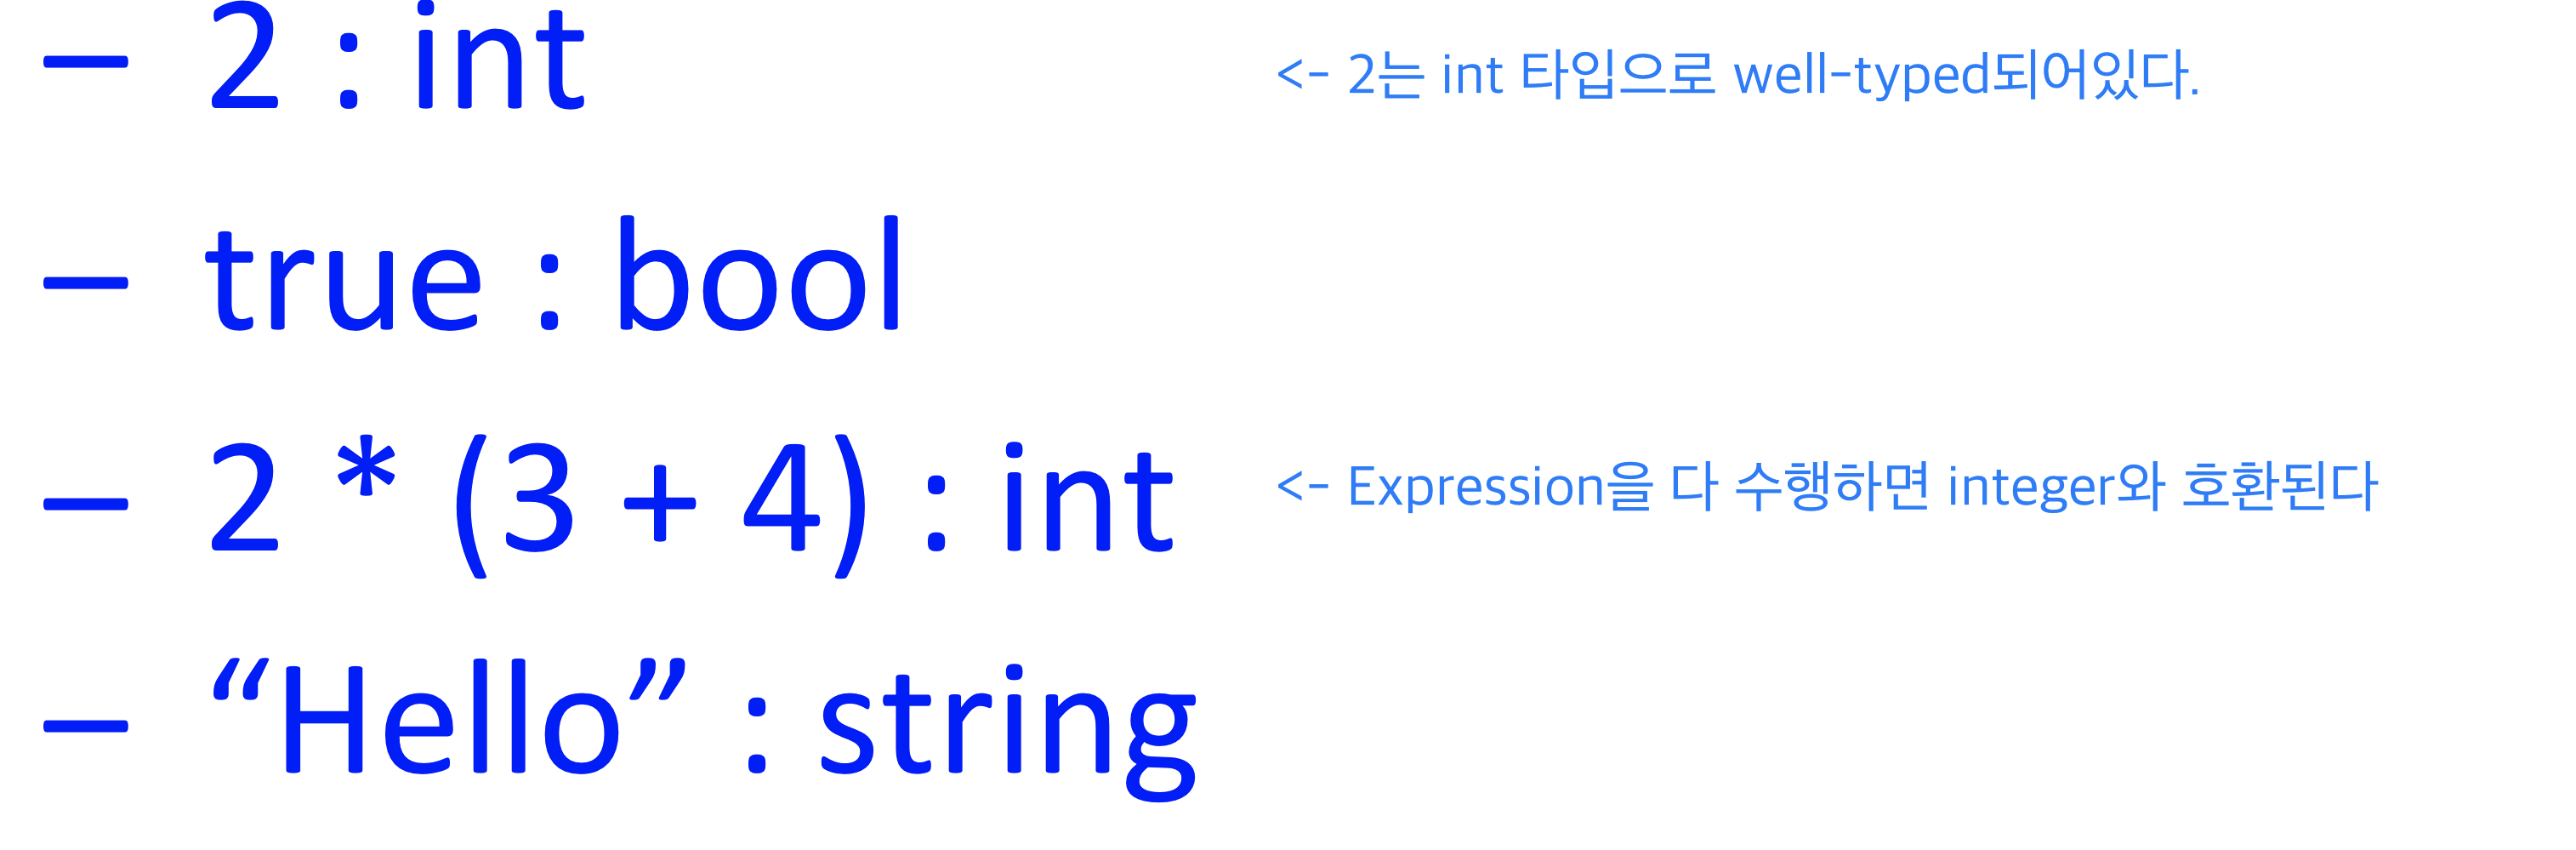 – 2 : int <- 2는 int 타입으로 well-typed되어있다.
– true : bool
– 2 * (3 + 4) : int <- Expression을 다 수행하면 integer와 호환된다
– “Hello” : string